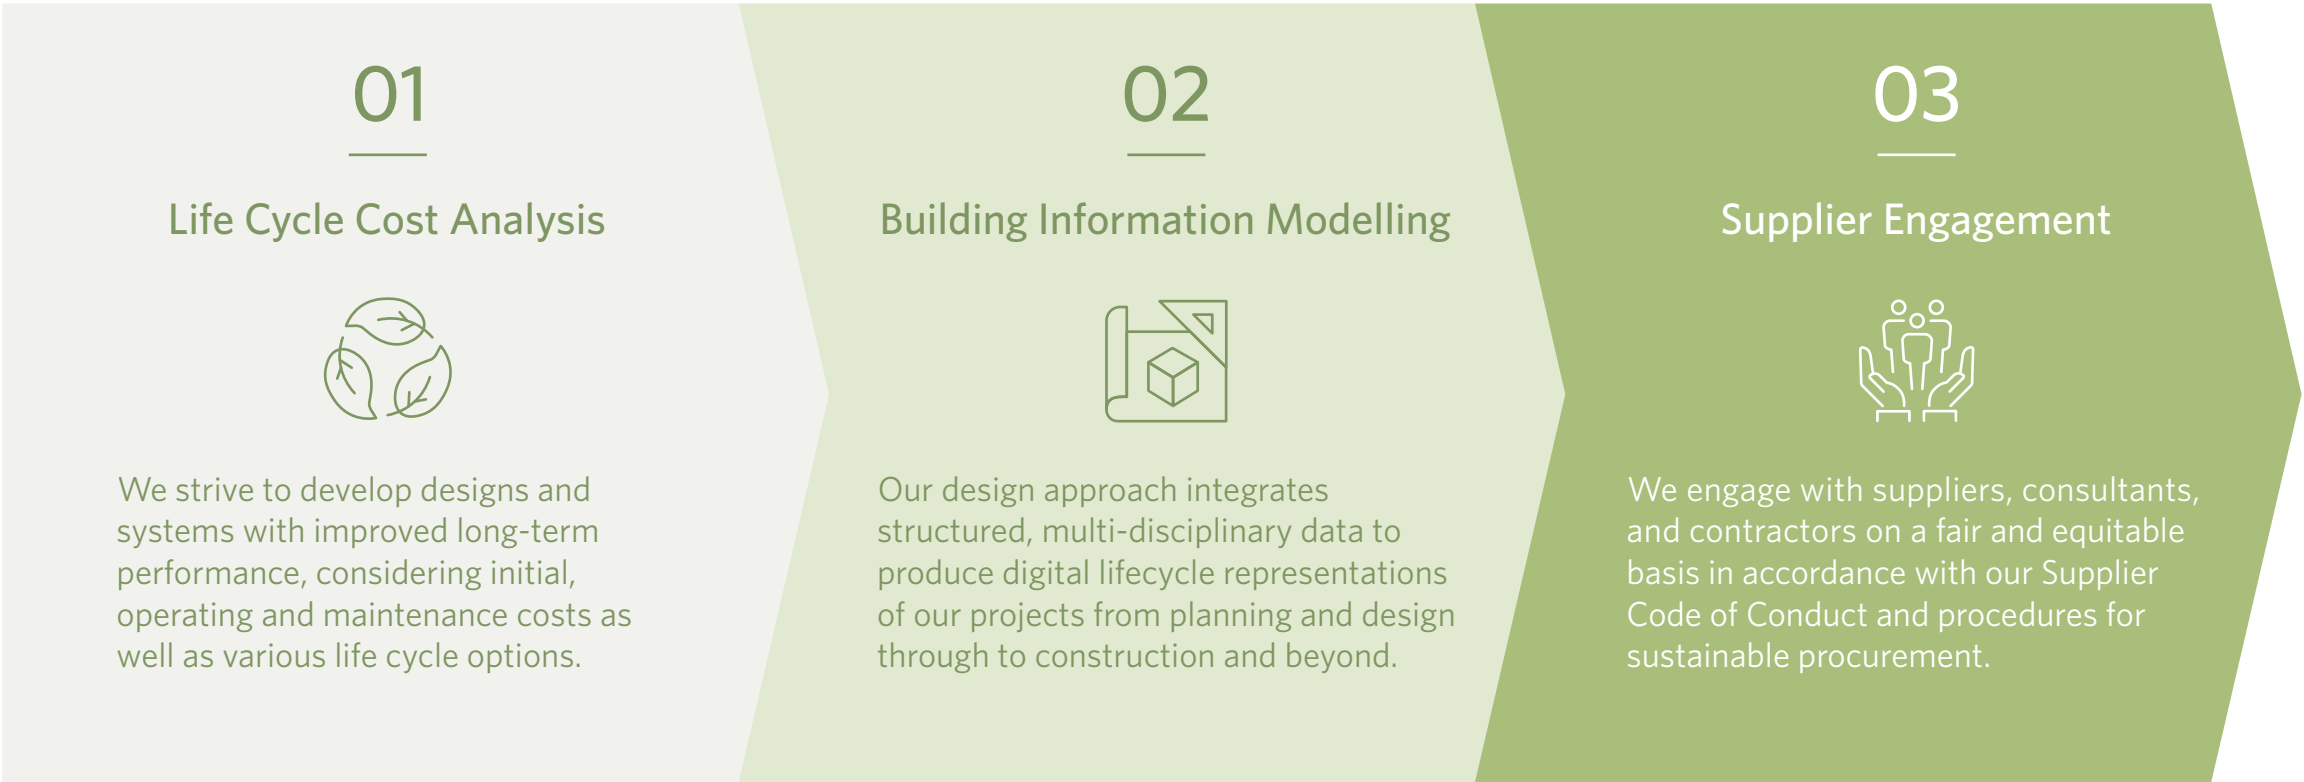 01
Life Cycle Cost Analysis
We strive to develop designs and
systems with improved long-term
performance, considering initial,
operating and maintenance costs as
well as various life cycle options.
02
Building Information Modelling
Our design approach integrates
structured, multi-disciplinary data to
produce digital lifecycle representations
of our projects from planning and design
through to construction and beyond.
03
Supplier Engagement
We engage with suppliers, consultants,
and contractors on a fair and equitable
basis in accordance with our Supplier
Code of Conduct and procedures for
sustainable procurement.